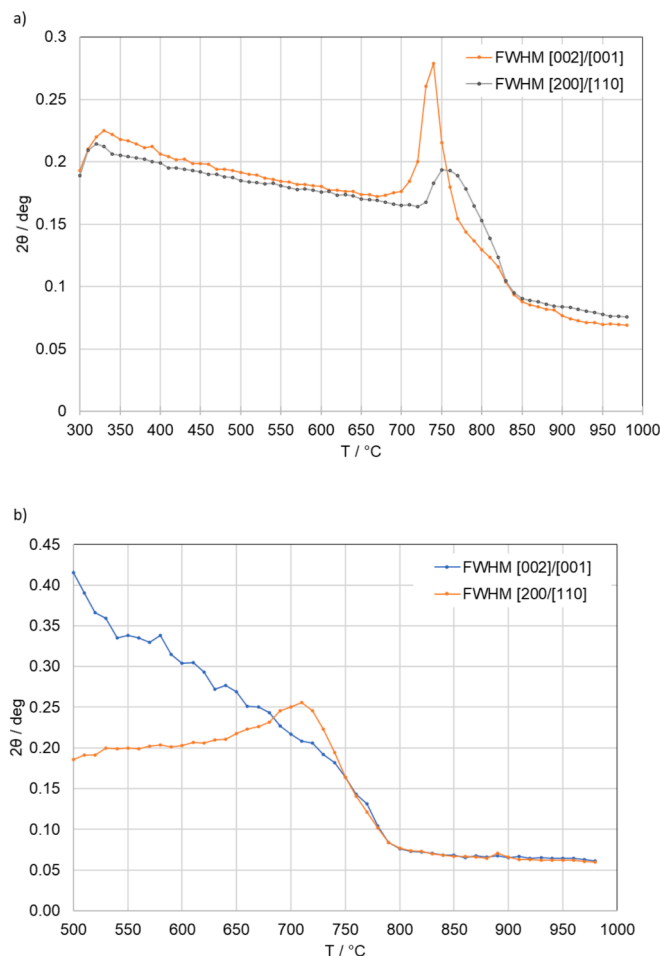 a)
0.3
FWHM [002]/[001]
FWHM [200]/[110]
0.25
0.2
0.15
0.1
0.05
0
2θ / deg
300 350 400 450 500 550 600 650 700 750 800 850 900 950 1000
T / °C
b)
0.45
FWHM [002]/[001]
FWHM [200/[110]
0.40
0.35
0.30
0.25
0.20
0.15
0.10
0.05
0.00
2θ / deg
500 550 600 650 700 750 800 850 900 950 1000
T / °C